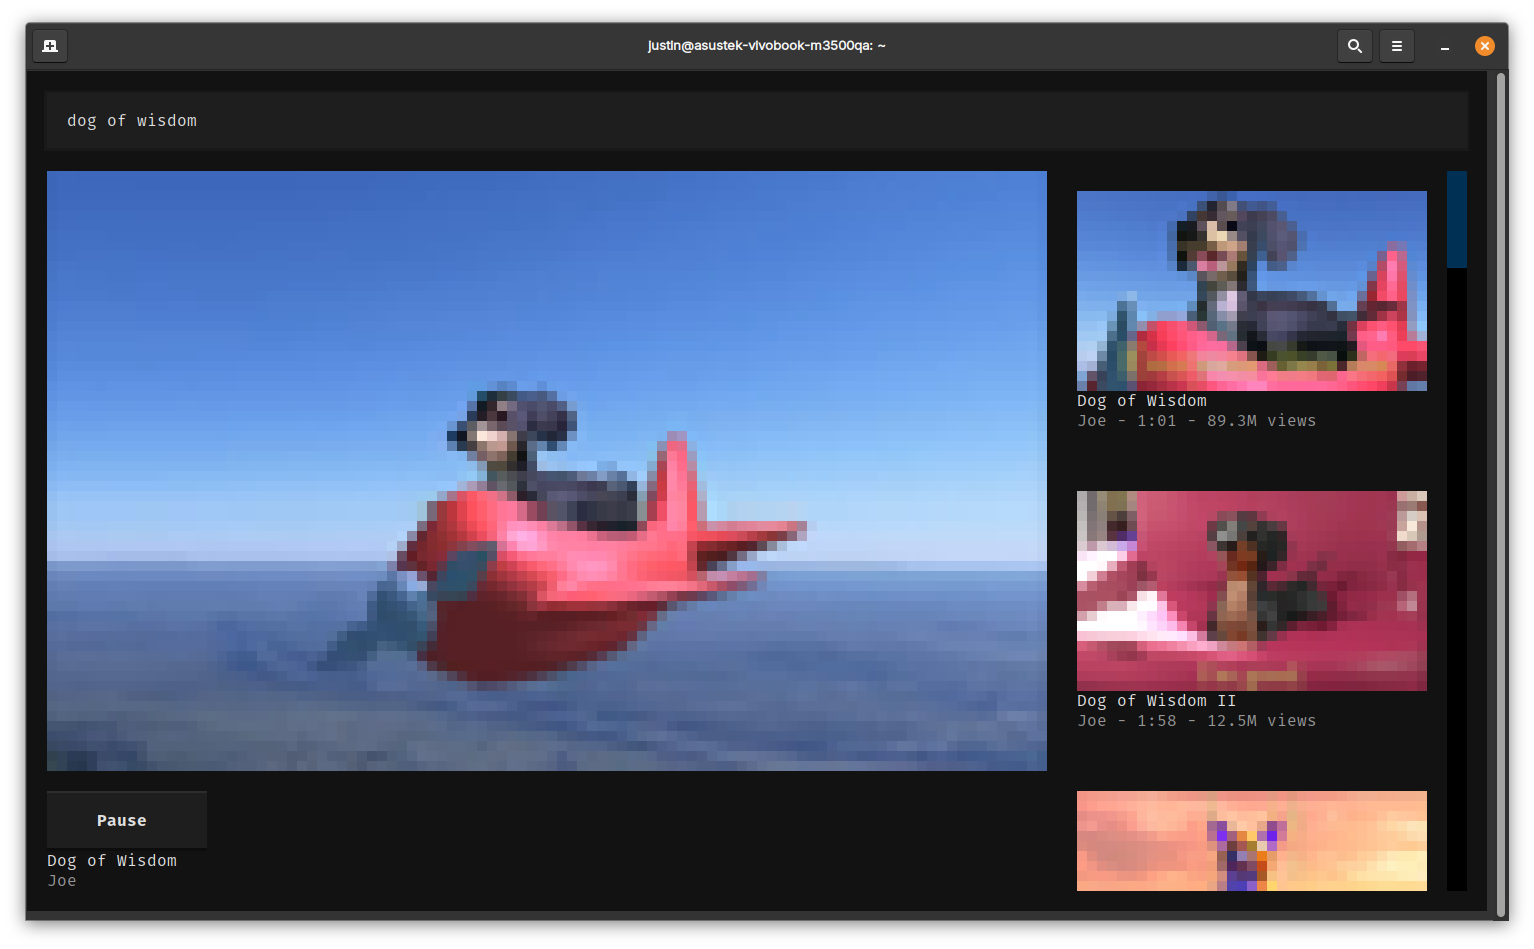 justin@asustek-vivobook-m3500qa: ~
dog of wisdom
Dog of Wisdom
Joe - 1:01 - 89.3M views
Dog of Wisdom II
Joe - 1:58 - 12.5M views
Pause
Dog of Wisdom
Joe